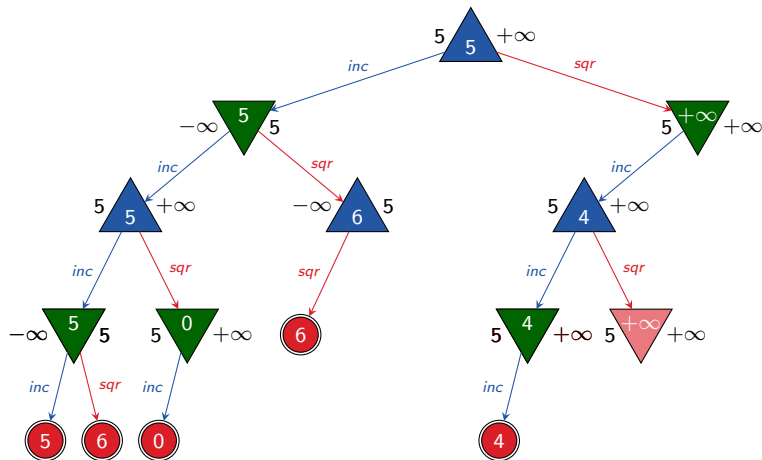 5 5 +∞
inc sqr
−∞ 5 5 5 +∞ +∞
inc sqr inc
5 5 +∞ −∞ 6 5 5 4 +∞
inc sqr sqr inc sqr
−∞ 5 5 5 0 +∞ 6 5 4 +∞ 5 +∞ +∞
inc sqr inc inc
5 6 0 4